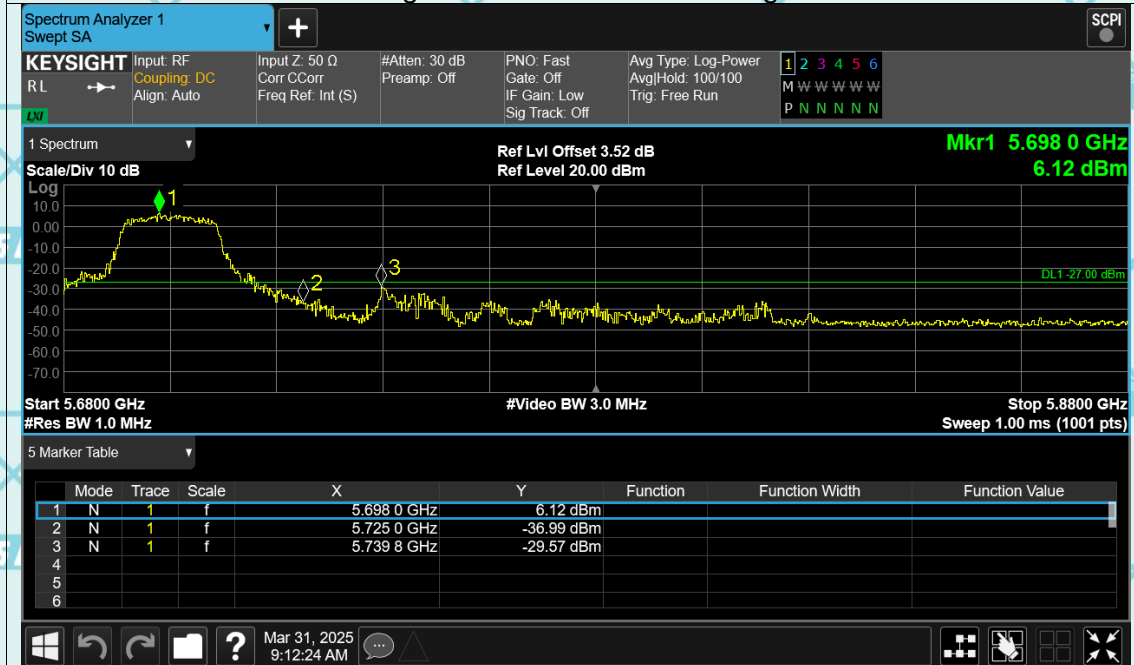 Spectrum Analyzer 1
Swept SA
+
SCPI
KEYSIGHT Input: RF Input Z: 50 Ω #Atten: 30 dB PNO: Fast Avg Type: Log-Power 1 2 3 4 5 6
RL Coupling: DC Corr CCorr Preamp: Off Gate: Off Avg|Hold: 100/100 M W W W W W
Align: Auto Freq Ref: Int (S) IF Gain: Low Trig: Free Run
LXI Sig Track: Off P N N N N N
1 Spectrum Ref Lvl Offset 3.52 dB Mkr1 5.698 0 GHz
Scale/Div 10 dB Ref Level 20.00 dBm 6.12 dBm
Log
10.0
0.00
-10.0
-20.0
-30.0
-40.0
-50.0
-60.0
-70.0
1
2
3
DL1 -27.00 dBm
Start 5.6800 GHz #Video BW 3.0 MHz Stop 5.8800 GHz
#Res BW 1.0 MHz Sweep 1.00 ms (1001 pts)
5 Marker Table
Mode Trace Scale X Y Function Function Width Function Value
1 N 1 f 5.698 0 GHz 6.12 dBm
2 N 1 f 5.725 0 GHz -36.99 dBm
3 N 1 f 5.739 8 GHz -29.57 dBm
4
5
6
? Mar 31, 2025
9:12:24 AM